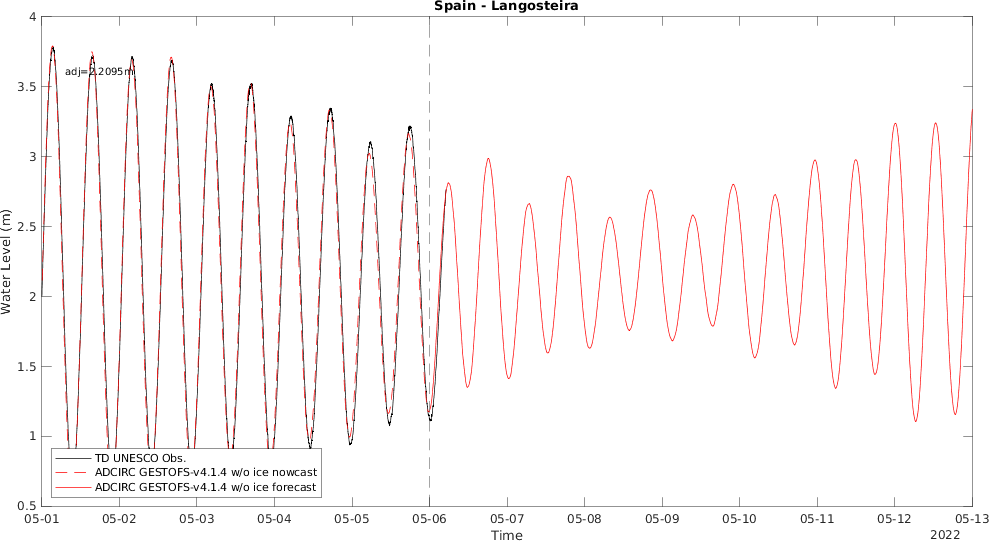 Spain - Langosteira
4
adj=2.2095m
3.5
3
2.5
2
1.5
1
0.5
Water Level (m)
TD UNESCO Obs.
ADCIRC GESTOFS-v4.1.4 w/o ice nowcast
ADCIRC GESTOFS-v4.1.4 w/o ice forecast
05-01 05-02 05-03 05-04 05-05 05-06 05-07 05-08 05-09 05-10 05-11 05-12 05-13
Time
2022